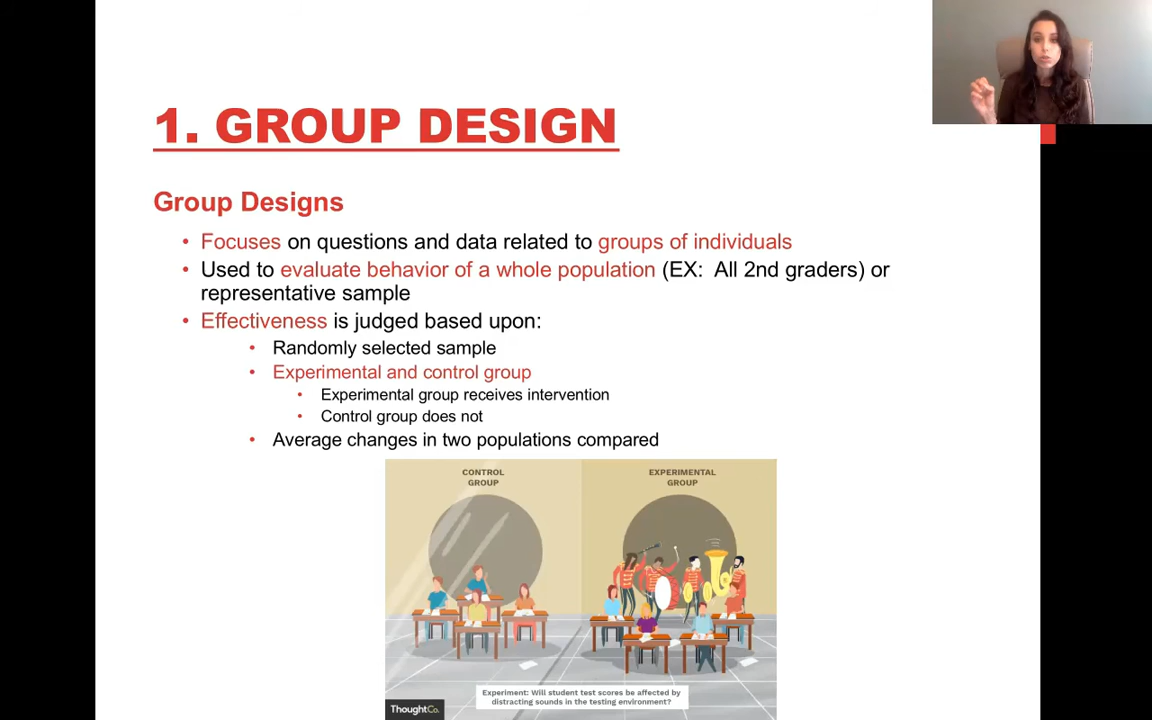 1. GROUP DESIGN
Group Designs
• Focuses on questions and data related to groups of individuals
• Used to evaluate behavior of a whole population (EX:  All 2nd graders) or
representative sample
• Effectiveness is judged based upon:
• Randomly selected sample
• Experimental and control group
• Experimental group receives intervention
• Control group does not
• Average changes in two populations compared
CONTROL
GROUP
EXPERIMENTAL
GROUP
Experiment: Will student test scores be affected by
distracting sounds in the testing environment?
ThoughtCo.